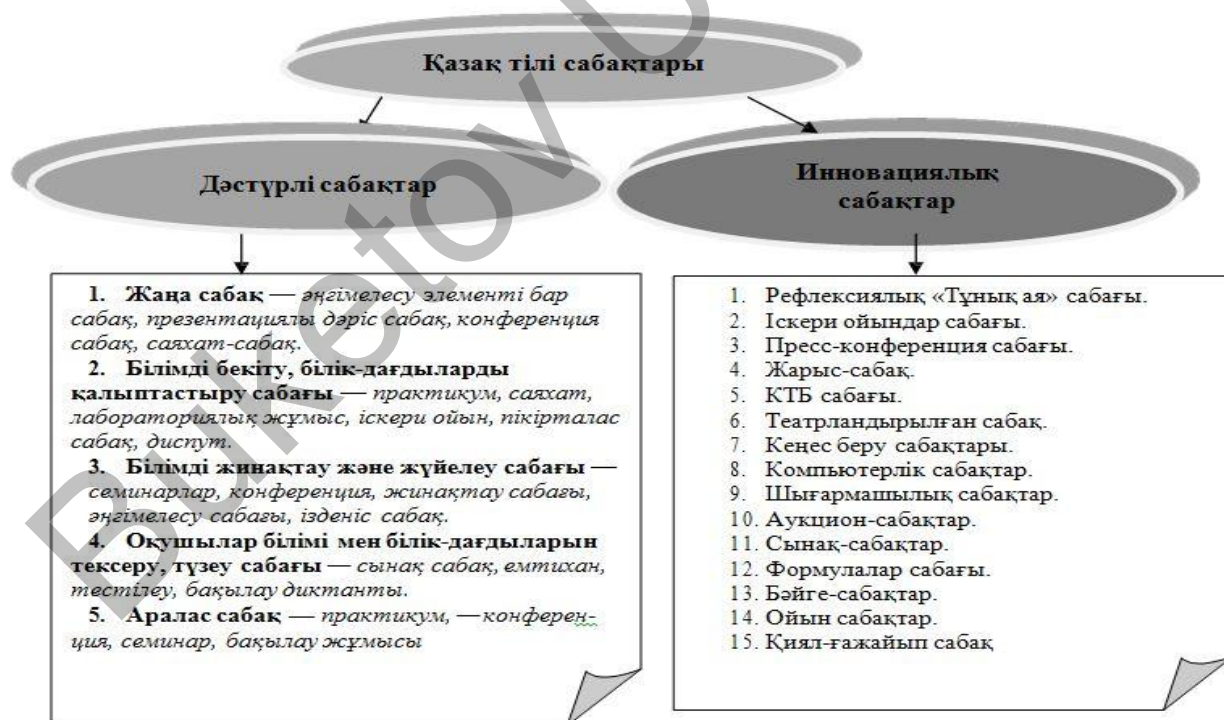 Қазақ тілі сабақтары
Дәстүрлі сабақтар
Инновациялық
сабақтар
1. Жаңа сабақ — әңгімелесу элементі бар
сабақ, презентациялы дәріс сабақ, конференция
сабақ, саяхат-сабақ.
2. Білімді бекіту, білік-дағдыларды
қалыптастыру сабағы — практикум, саяхат,
лабораториялық жұмыс, іскери ойын, пікірталас
сабақ, диспут.
3. Білімді жинақтау және жүйелеу сабағы —
семинарлар, конференция, жинақтау сабағы,
әңгімелесу сабағы, ізденіс сабақ.
4. Оқушылар білімі мен білік-дағдыларын
тексеру, түзеу сабағы — сынақ сабақ, емтихан,
тестілеу, бақылау диктанты.
5. Аралас сабақ — практикум, — конферен-
ция, семинар, бақылау жұмысы
1. Рефлексиялық «Тұнық ая» сабағы.
2. Іскери ойындар сабағы.
3. Пресс-конференция сабағы.
4. Жарыс-сабақ.
5. КТБ сабағы.
6. Театрландырылған сабақ.
7. Кеңес беру сабақтары.
8. Компьютерлік сабақтар.
9. Шығармашылық сабақтар.
10. Аукцион-сабақтар.
11. Сынақ-сабақтар.
12. Формулалар сабағы.
13. Бәйге-сабақтар.
14. Ойын сабақтар.
15. Қиял-ғажайып сабақ
Buketov U